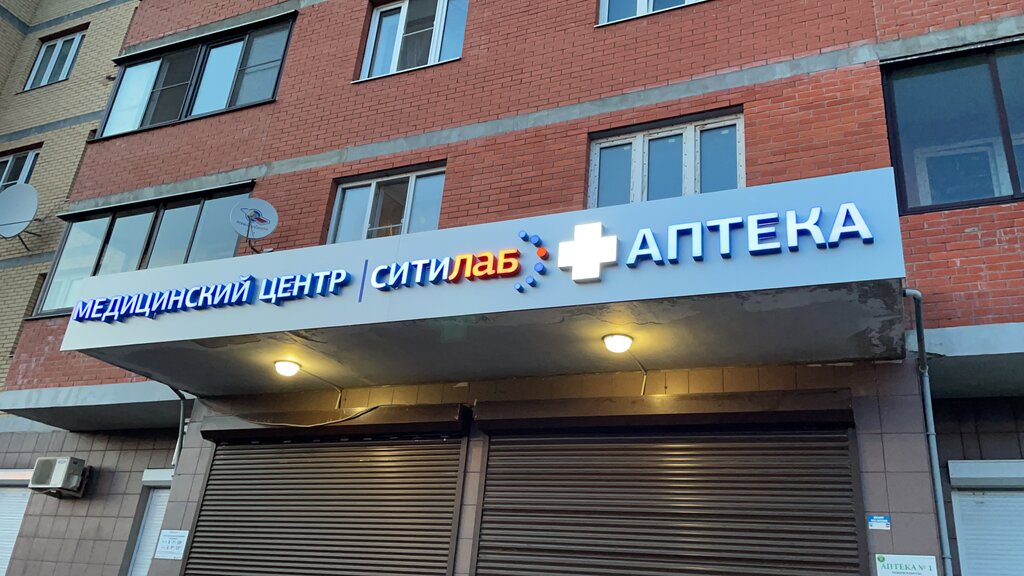 МЕДИЦИНСКИЙ ЦЕНТР | СИТИЛАБ АПТЕКА
АПТЕКА № 1